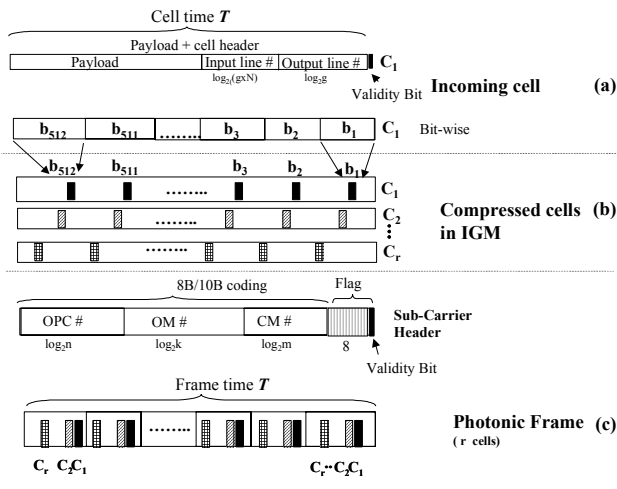 Cell time T
Payload + cell header
Payload Input line # Output line # C1
log2(gxN) log2g
Validity Bit
Incoming cell (a)
b512 b511 ........ b3 b2 b1 C1 Bit-wise
b512 b511 b3 b2 b1
........ C1
C2
........ Cr
Compressed cells in IGM (b)
8B/10B coding Flag
OPC # OM # CM #
log2n log2k log2m 8
Sub-Carrier Header
Validity Bit
Frame time T
........
Cr C2C1 Cr··C2C1
Photonic Frame (c)
( r cells)